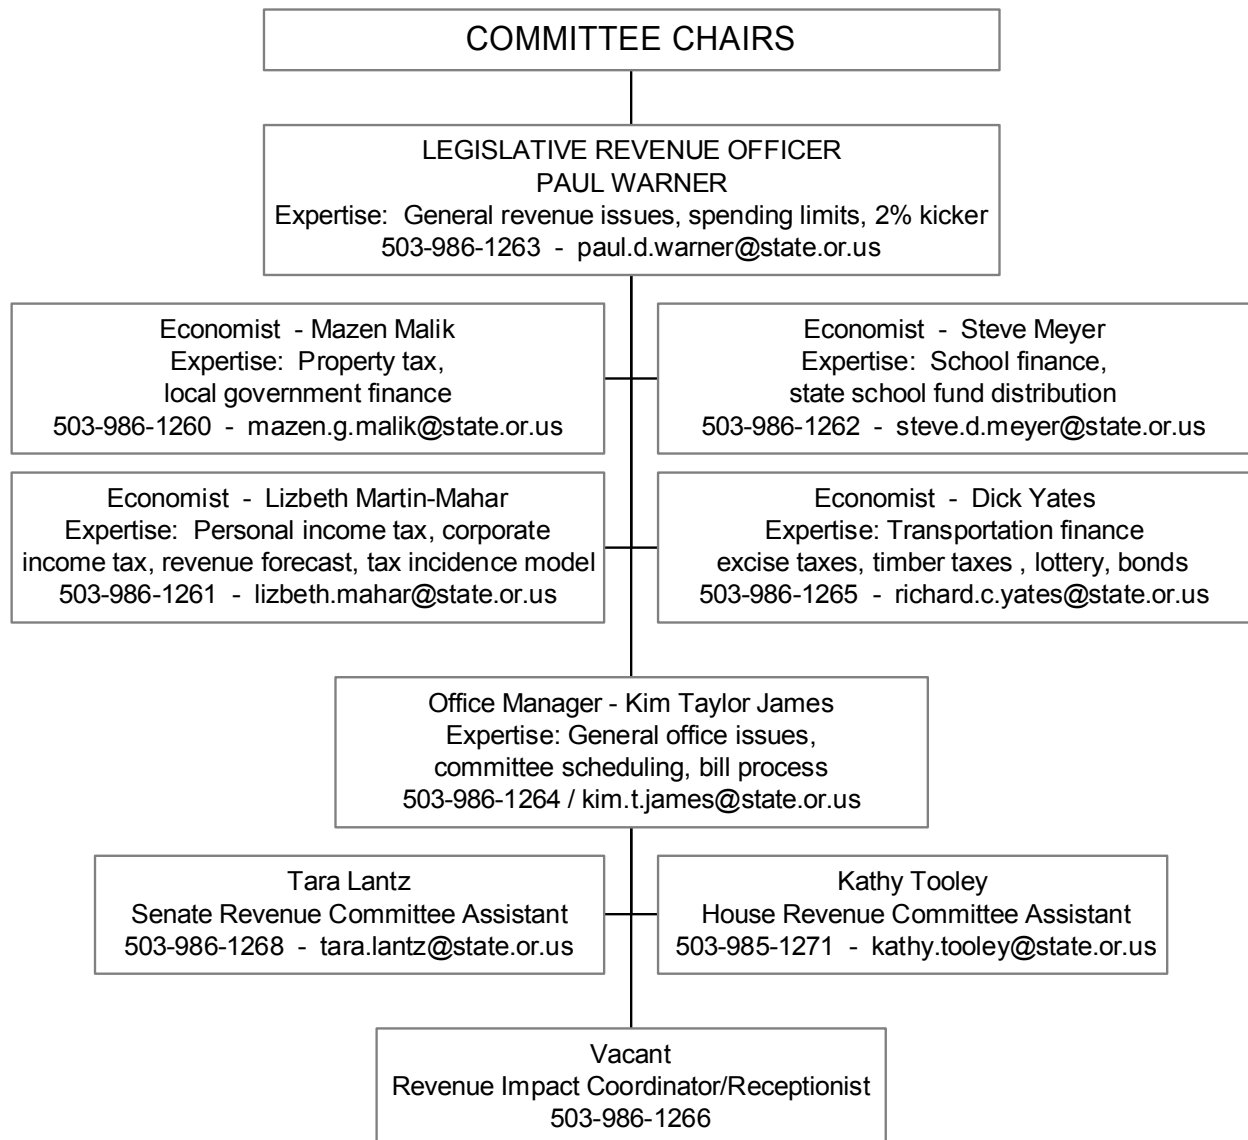 COMMITTEE CHAIRS
LEGISLATIVE REVENUE OFFICER
PAUL WARNER
Expertise:  General revenue issues, spending limits, 2% kicker
503-986-1263  -  paul.d.warner@state.or.us
Economist  - Mazen Malik
Expertise:  Property tax,
local government finance
503-986-1260  -  mazen.g.malik@state.or.us
Economist  -  Steve Meyer
Expertise:  School finance,
state school fund distribution
503-986-1262  -  steve.d.meyer@state.or.us
Economist  -  Lizbeth Martin-Mahar
Expertise:  Personal income tax, corporate
income tax, revenue forecast, tax incidence model
503-986-1261  -  lizbeth.mahar@state.or.us
Economist  -  Dick Yates
Expertise: Transportation finance
excise taxes, timber taxes , lottery, bonds
503-986-1265  -  richard.c.yates@state.or.us
Office Manager - Kim Taylor James
Expertise: General office issues,
committee scheduling, bill process
503-986-1264 / kim.t.james@state.or.us
Tara Lantz
Senate Revenue Committee Assistant
503-986-1268  -  tara.lantz@state.or.us
Kathy Tooley
House Revenue Committee Assistant
503-985-1271  -  kathy.tooley@state.or.us
Vacant
Revenue Impact Coordinator/Receptionist
503-986-1266